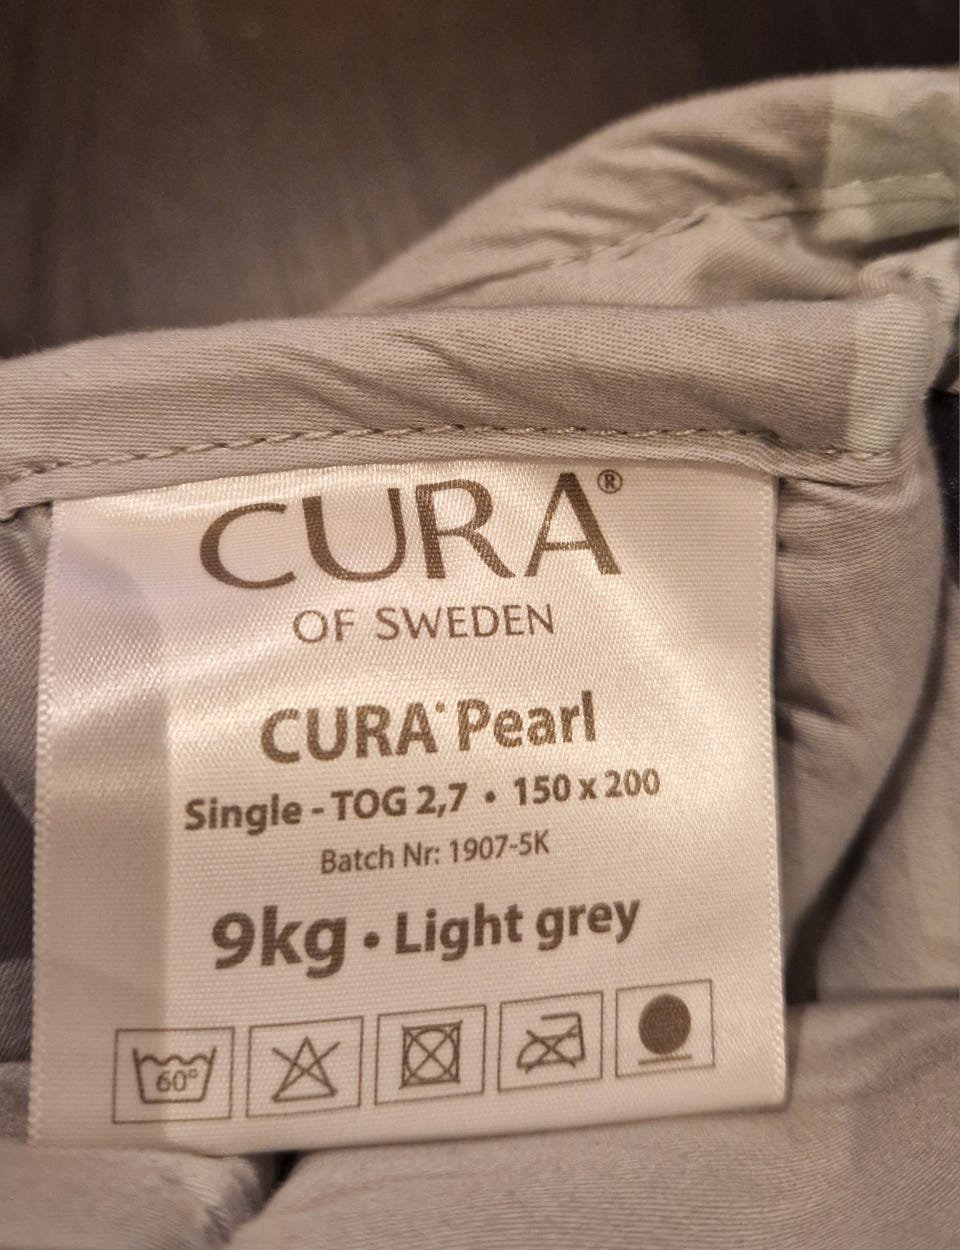 CURA®
OF SWEDEN
CURA® Pearl
Single - TOG 2,7 • 150 x 200
Batch Nr: 1907-5K
9kg • Light grey
60°